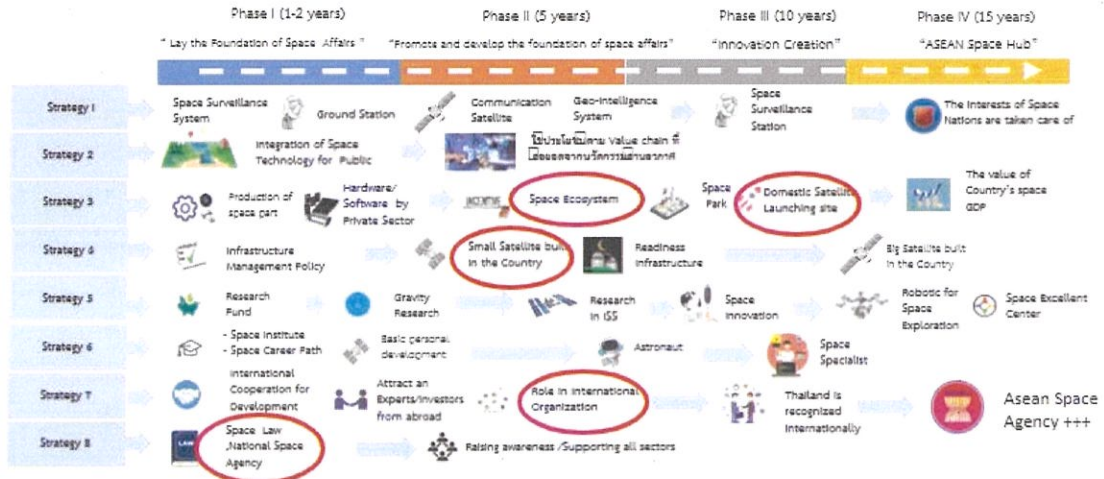 Phase I (1-2 years)
Phase II (5 years)
Phase III (10 years)
Phase IV (15 years)
" Lay the Foundation of Space Affairs "
"Promote and develop the foundation of space affairs"
"Innovation Creation"
"ASEAN Space Hub"
Strategy 1
Space Surveillance
System
Ground Station
Communication
Satellite
Geo-Intelligence
System
Space
Surveillance
Station
The Interests of Space
Nations are taken care of
Strategy 2
Integration of Space
Technology for Public
Value chain ที่
Strategy 3
Production of
space part
Hardware/
Software by
Private Sector
INCENTIVE
Space Ecosystem
Space
Park
Domestic Satellite
Launching site
The value of
Country's space
GDP
Strategy 4
Infrastructure
Management Policy
Small Satellite built
in the Country
Readiness
Infrastructure
Big Satellite built
in the Country
Strategy 5
Research
Fund
Gravity
Research
Research
in ISS
Space
Innovation
Robotic for
Space
Exploration
Space Excellent
Center
Strategy 6
- Space Institute
- Space Career Path
Basic personal
development
Astronaut
Space
Specialist
Strategy 7
International
Cooperation for
Development
Attract an
Experts/Investors
from abroad
Role in International
Organization
Thailand is
recognized
Internationally
Asean Space
Agency +++
Strategy 8
LAW
Space Law
,National Space
Agency
Raising awareness /Supporting all sectors